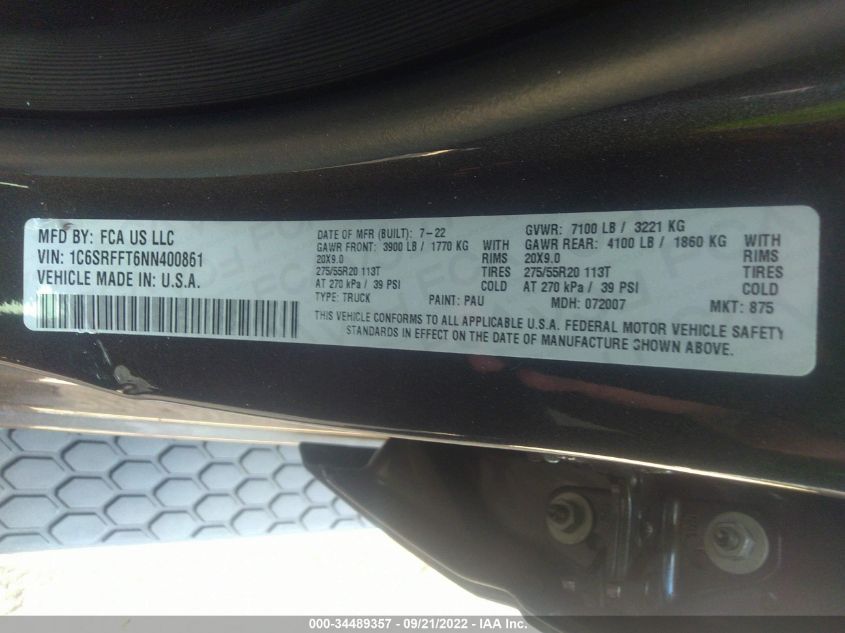 MFD BY: FCA US LLC
VIN: 1C6SRFFT6NN400861
VEHICLE MADE IN: U.S.A.
DATE OF MFR (BUILT): 7-22
GAWR FRONT: 3900 LB / 1770 KG WITH
20X9.0 RIMS
275/55R20 113T TIRES
AT 270 kPa / 39 PSI COLD
TYPE: TRUCK PAINT: PAU
GVWR: 7100 LB / 3221 KG
GAWR REAR: 4100 LB / 1860 KG WITH
20X9.0 RIMS
275/55R20 113T TIRES
AT 270 kPa / 39 PSI COLD
MDH: 072007 MKT: 875
THIS VEHICLE CONFORMS TO ALL APPLICABLE U.S.A. FEDERAL MOTOR VEHICLE SAFETY
STANDARDS IN EFFECT ON THE DATE OF MANUFACTURE SHOWN ABOVE.
000-34489357 - 09/21/2022 - IAA Inc.